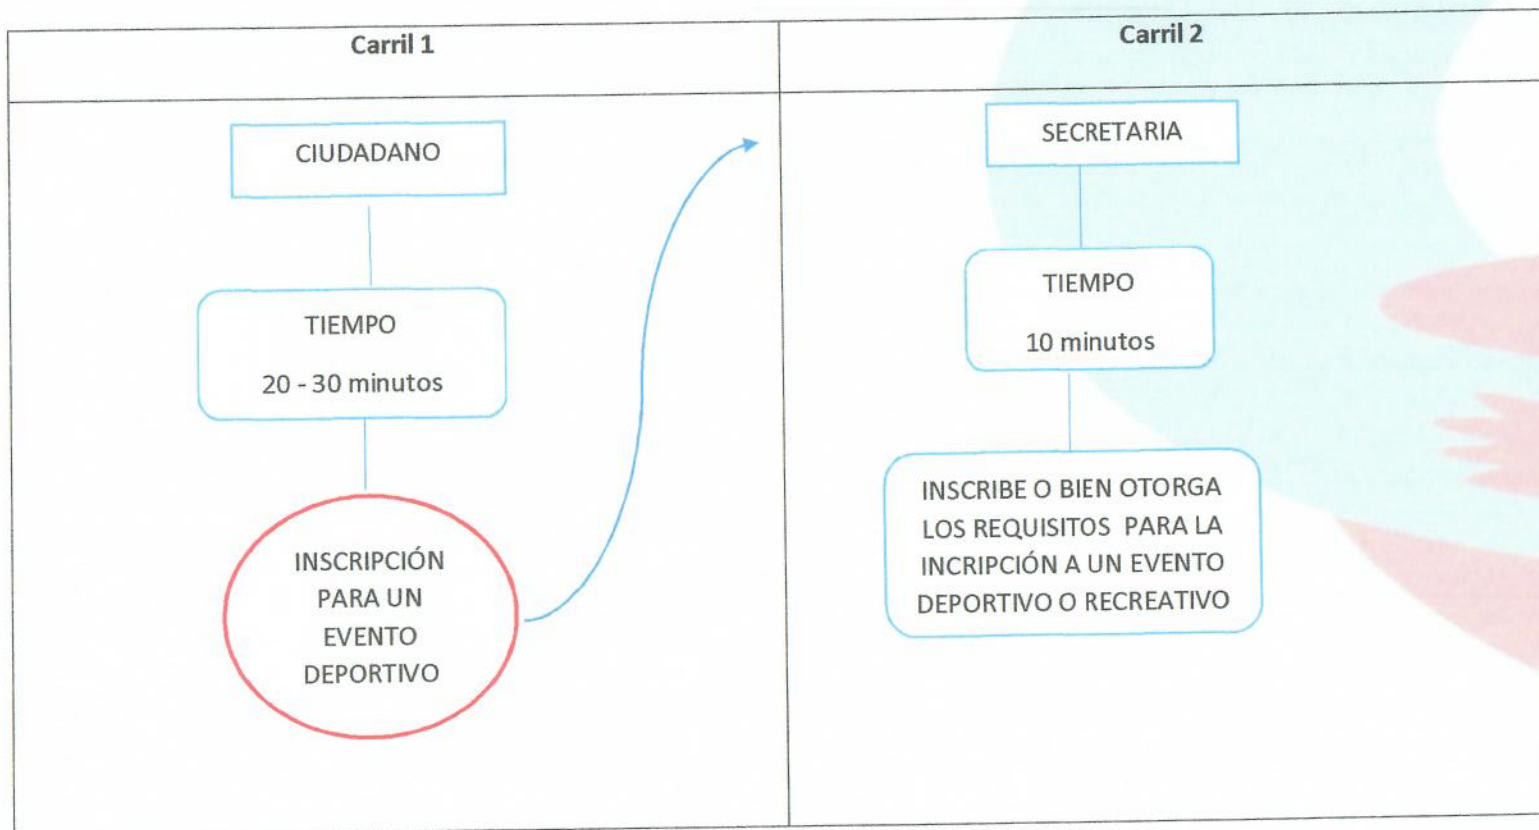 Carril 1
Carril 2
CIUDADANO
TIEMPO
20 - 30 minutos
INSCRIPCIÓN
PARA UN
EVENTO
DEPORTIVO
SECRETARIA
TIEMPO
10 minutos
INSCRIBE O BIEN OTORGA
LOS REQUISITOS PARA LA
INCRIPCIÓN A UN EVENTO
DEPORTIVO O RECREATIVO